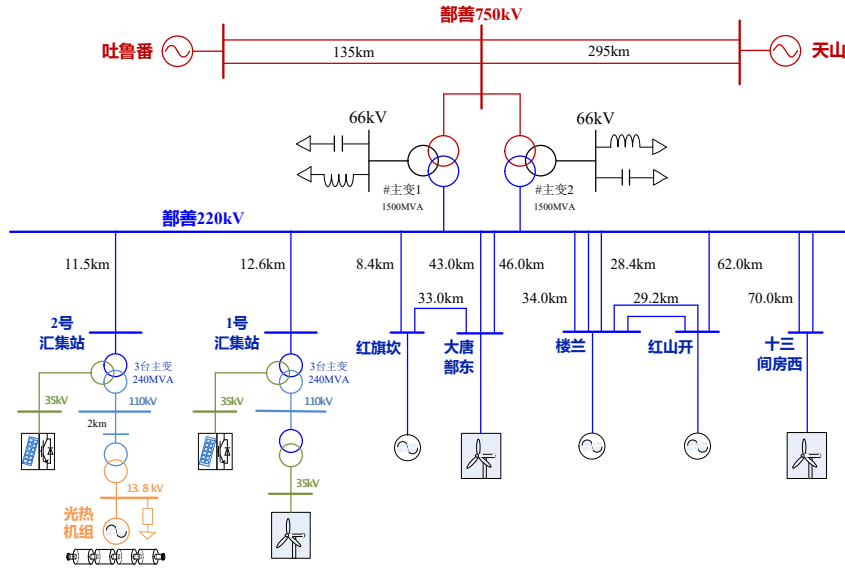 鄯善750kV
吐鲁番
135km
295km
天山
66kV
66kV
#主变1
1500MVA
#主变2
1500MVA
鄯善220kV
11.5km
12.6km
8.4km
43.0km
46.0km
28.4km
62.0km
33.0km
34.0km
29.2km
70.0km
2号
汇集站
1号
汇集站
红旗坎
大唐
鄯东
楼兰
红山开
十三
间房西
3台主变
240MVA
3台主变
240MVA
35kV
110kV
35kV
110kV
2km
13.8kV
35kV
光热
机组